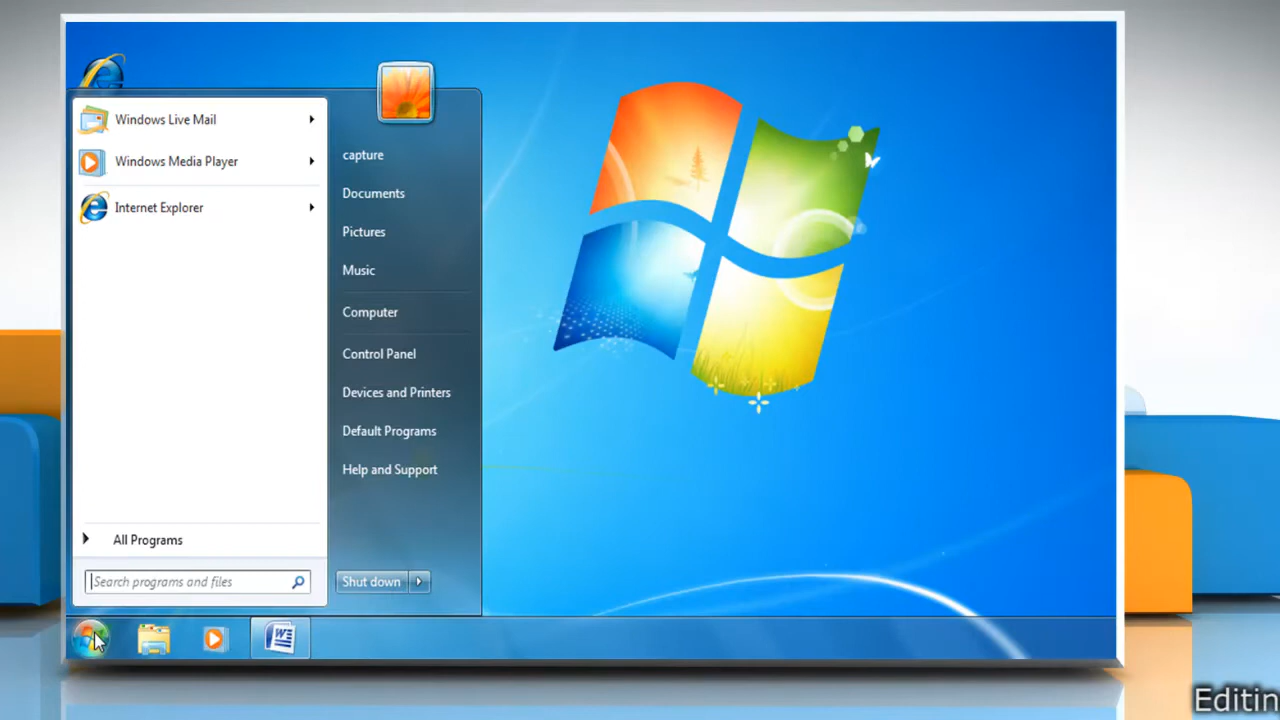 Windows Live Mail
Windows Media Player
Internet Explorer
All Programs
Search programs and files
capture
Documents
Pictures
Music
Computer
Control Panel
Devices and Printers
Default Programs
Help and Support
Shut down
W
Editin